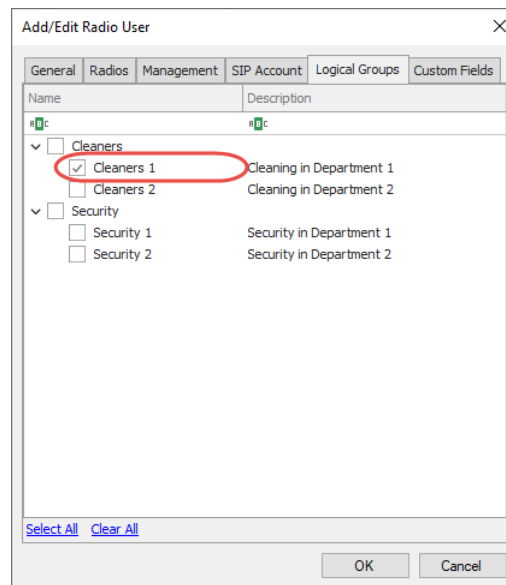 Add/Edit Radio User
General Radios Management SIP Account Logical Groups Custom Fields
Name Description
ABC ABC
Cleaners
Cleaners 1 Cleaning in Department 1
Cleaners 2 Cleaning in Department 2
Security
Security 1 Security in Department 1
Security 2 Security in Department 2
Select All Clear All
OK Cancel